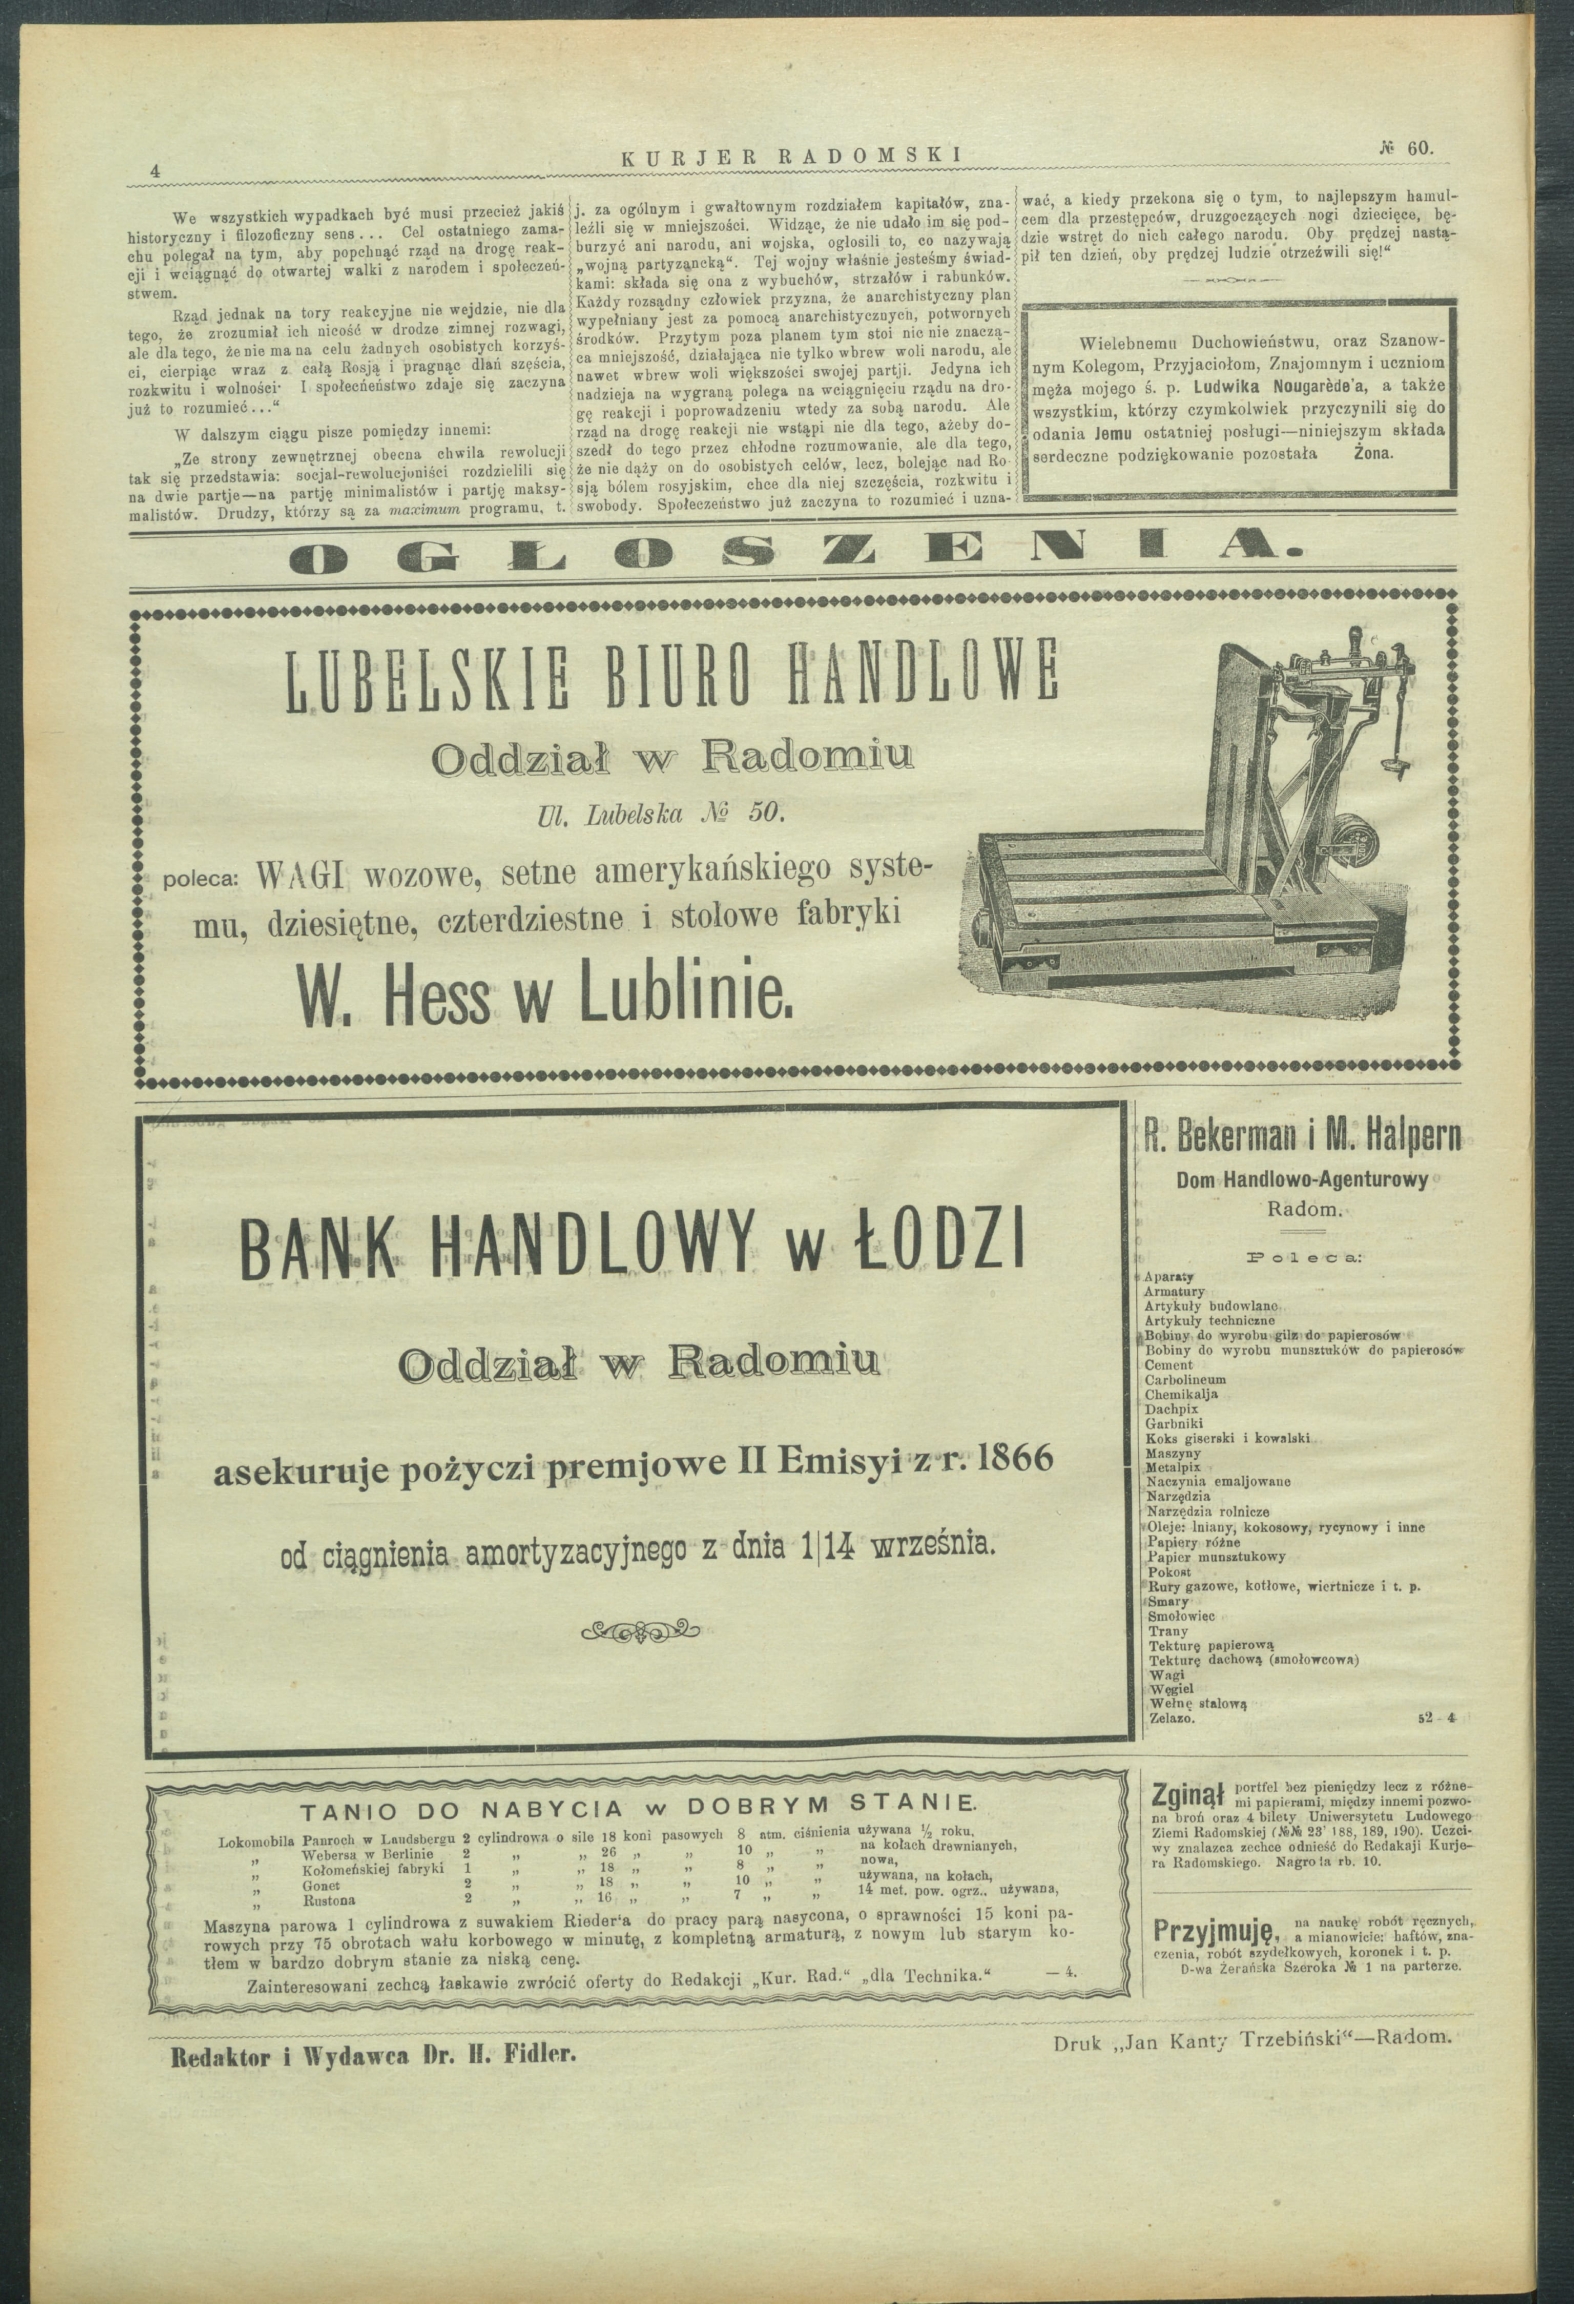 4
KURJER RADOMSKI
№ 60.
We wszystkich wypadkach być musi przecież jakiś
historyczny i filozoficzny sens... Cel ostatniego zama-
chu polegał na tym, aby popchnąć rząd na drogę reak-
cji i wciągnąć do otwartej walki z narodem i społeczeń-
stwem.
Rząd jednak na tory reakcyjne nie wejdzie, nie dla
tego, że zrozumiał ich nicość w drodze zimnej rozwagi,
ale dla tego, że nie ma na celu żadnych osobistych korzyś-
ci, cierpiąc wraz z całą Rosją i pragnąc dlań szęścia,
rozkwitu i wolności· I społecńeństwo zdaje się zaczyna
już to rozumieć..."
W dalszym ciągu pisze pomiędzy innemi:
„Ze strony zewnętrznej obecna chwila rewolucji
tak się przedstawia: socjal-rewolucjoniści rozdzielili się
na dwie partje—na partję minimalistów i partję maksy-
malistów. Drudzy, którzy są za maximum programu, t.
j. za ogólnym i gwałtownym rozdziałem kapitałów, zna-
leźli się w mniejszości. Widząc, że nie udało im się pod-
burzyć ani narodu, ani wojska, ogłosili to, co nazywają
„wojną partyząncką". Tej wojny właśnie jesteśmy świad-
kami: składa się ona z wybuchów, strzałów i rabunków.
Każdy rozsądny człowiek przyzna, że anarchistyczny plan
wypełniany jest za pomocą anarchistycznych, potwornych
środków. Przytym poza planem tym stoi nic nie znaczą-
ca mniejszość, działająca nie tylko wbrew woli narodu, ale
nawet wbrew woli większości swojej partji. Jedyna ich
nadzieja na wygraną polega na wciągnięciu rządu na dro-
gę reakcji i poprowadzeniu wtedy za sobą narodu. Ale
rząd na drogę reakcji nie wstąpi nie dla tego, ażeby do-
szedł do tego przez chłodne rozumowanie, ale dla tego,
że nie dąży on do osobistych celów, lecz, bolejąc nad Ro-
sją bólem rosyjskim, chce dla niej szczęścia, rozkwitu i
swobody. Społeczeństwo już zaczyna to rozumieć i uzna-
wać, a kiedy przekona się o tym, to najlepszym hamul-
cem dla przestępców, druzgoczących nogi dziecięce, bę-
dzie wstręt do nich całego narodu. Oby prędzej nastą-
pił ten dzień, oby prędzej ludzie otrzeźwili się!"
Wielebnemu Duchowieństwu, oraz Szanow-
nym Kolegom, Przyjaciołom, Znajomnym i uczniom
męża mojego ś. p. Ludwika Nougarède'a, a także
wszystkim, którzy czymkolwiek przyczynili się do
odania Jemu ostatniej posługi—niniejszym składa
serdeczne podziękowanie pozostała Żona.
OGŁOSZENIA.
LUBELSKIE BIURO HANDLOWE
Oddział w Radomiu
Ul. Lubelska № 50.
poleca: WAGI wozowe, setne amerykańskiego syste-
mu, dziesiętne, czterdziestne i stołowe fabryki
W. Hess w Lublinie.
BANK HANDLOWY w ŁODZI
Oddział w Radomiu
asekuruje pożyczi premjowe II Emisyi z r. 1866
od ciągnienia amortyzacyjnego z dnia 1|14 września.
R. Bekerman i M. Halpern
Dom Handlowo-Agenturowy
Radom.
Poleca:
Aparaty
Armatury
Artykuły budowlane
Artykuły techniczne
Bobiny do wyrobu gilz do papierosów
Bobiny do wyrobu munsztuków do papierosów
Cement
Carbolineum
Chemikalja
Dachpix
Garbniki
Koks giserski i kowalski
Maszyny
Metalpix
Naczynia emaljowane
Narzędzia
Narzędzia rolnicze
Oleje: lniany, kokosowy, rycynowy i inne
Papiery różne
Papier munsztukowy
Pokost
Rury gazowe, kotłowe, wiertnicze i t. p.
Smary
Smołowiec
Trany
Tekturę papierową
Tekturę dachową (smołowcowa)
Wagi
Węgiel
Wełnę stalową
Zelazo. 52-4
TANIO DO NABYCIA w DOBRYM STANIE.
Lokomobila Panroch w Landsbergu 2 cylindrowa o sile 18 koni pasowych 8 atm. ciśnienia używana ½ roku,
„ Webersa w Berlinie 2 „ „ 26 „ „ 10 „ „ na kołach drewnianych,
„ Kołomeńskiej fabryki 1 „ „ 18 „ „ 8 „ „ nowa,
„ Gonet 2 „ „ 18 „ „ 10 „ „ używana, na kołach,
„ Rustona 2 „ „ 16 „ „ 7 „ „ 14 met. pow. ogrz., używana,
Maszyna parowa 1 cylindrowa z suwakiem Rieder'a do pracy parą nasycona, o sprawności 15 koni pa-
rowych przy 75 obrotach wału korbowego w minutę, z kompletną armaturą, z nowym lub starym ko-
tłem w bardzo dobrym stanie za niską cenę.
Zainteresowani zechcą łaskawie zwrócić oferty do Redakcji „Kur. Rad." „dla Technika." —4.
Zginął portfel bez pieniędzy lecz z różne-
mi papierami, między innemi pozwo-
na broń oraz 4 bilety Uniwersytetu Ludowego
Ziemi Radomskiej (№№ 23' 188, 189, 190). Uczci-
wy znalazca zechce odnieść do Redakaji Kurje-
ra Radomskiego. Nagroda rb. 10.
Przyjmuję, na naukę robót ręcznych,
a mianowicie: haftów, zna-
czenia, robót szydełkowych, koronek i t. p.
D-wa Żerańska Szeroka № 1 na parterze.
Redaktor i Wydawca Dr. H. Fidler.
Druk „Jan Kanty Trzebiński"—Radom.